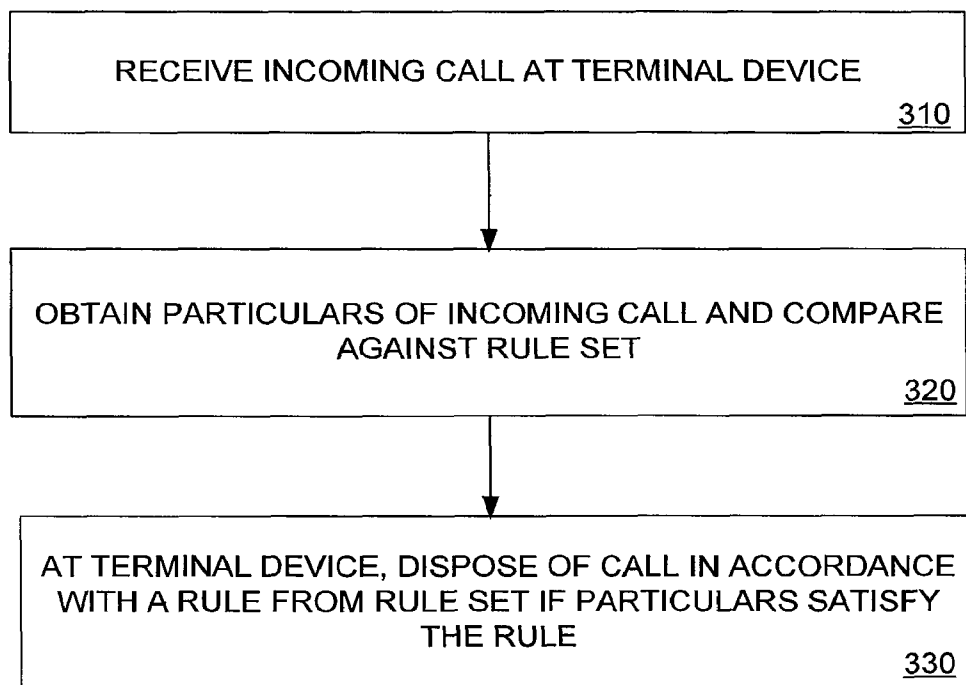 RECEIVE INCOMING CALL AT TERMINAL DEVICE
310
OBTAIN PARTICULARS OF INCOMING CALL AND COMPARE
AGAINST RULE SET
320
AT TERMINAL DEVICE, DISPOSE OF CALL IN ACCORDANCE
WITH A RULE FROM RULE SET IF PARTICULARS SATISFY
THE RULE
330